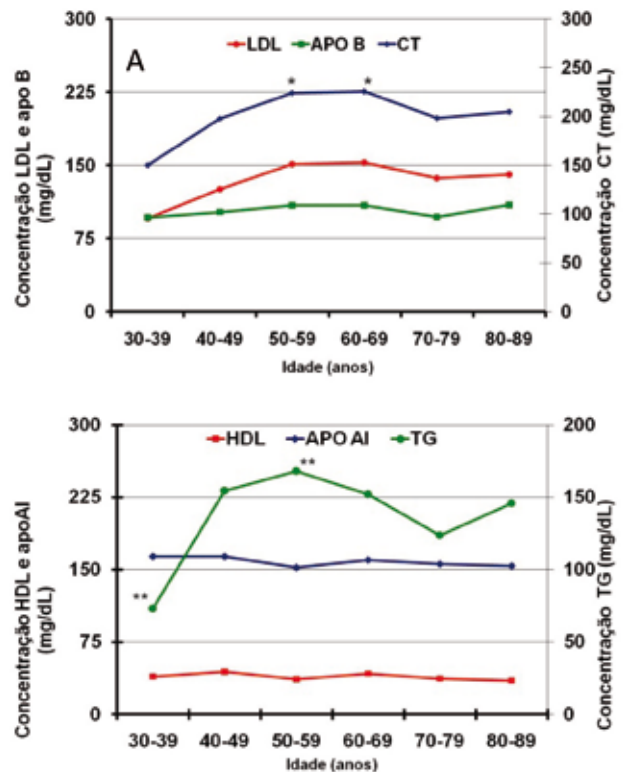 LDL APO B CT
A
Concentração LDL e apo B
(mg/dL)
300
225
150
75
0
* *
300
250
200
150
100
50
0
Concentração CT (mg/dL)
30-39 40-49 50-59 60-69 70-79 80-89
Idade (anos)
HDL APO AI TG
Concentração HDL e apoAI
(mg/dL)
300
225
150
75
0
**
**
200
150
100
50
0
Concentração TG (mg/dL)
30-39 40-49 50-59 60-69 70-79 80-89
Idade (anos)